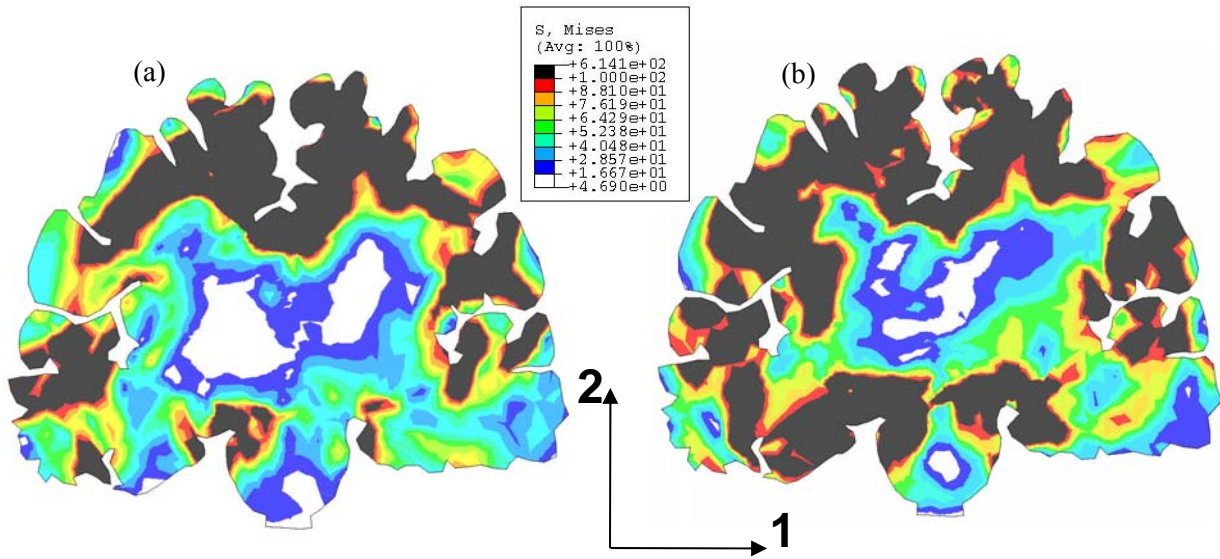 S, Mises
(Avg: 100%)
+6.141e+02
+1.000e+02
+8.810e+01
+7.619e+01
+6.429e+01
+5.238e+01
+4.048e+01
+2.857e+01
+1.667e+01
+4.690e+00
(a)
(b)
2
1